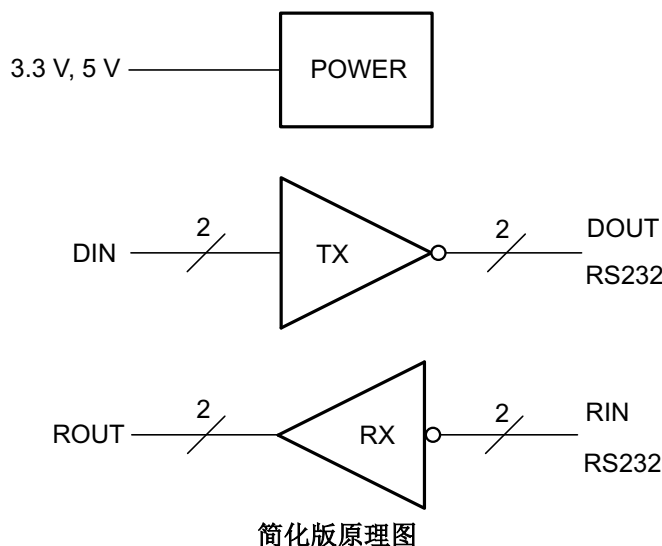 3.3 V, 5 V
POWER
DIN
2
TX
2
DOUT
RS232
ROUT
2
RX
2
RIN
RS232
简化版原理图